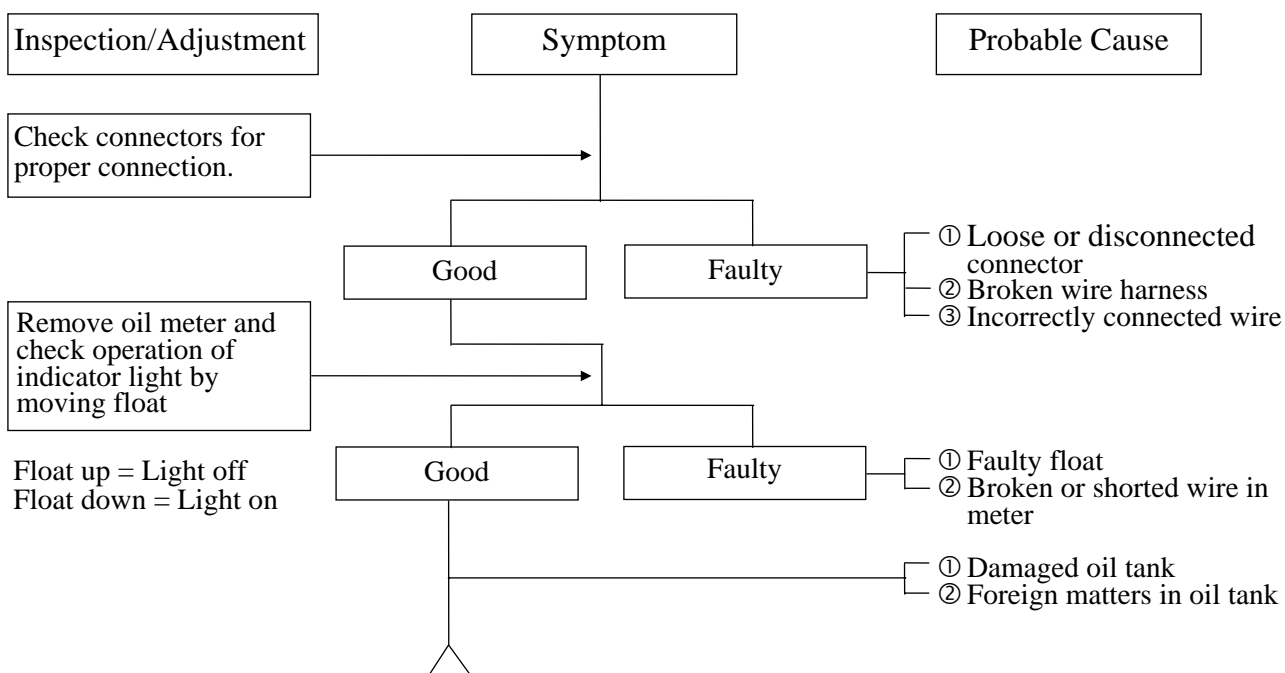 Inspection/Adjustment
Symptom
Probable Cause
Check connectors for
proper connection.
Good
Faulty
① Loose or disconnected
connector
② Broken wire harness
③ Incorrectly connected wire
Remove oil meter and
check operation of
indicator light by
moving float
Good
Faulty
① Faulty float
② Broken or shorted wire in
meter
Float up = Light off
Float down = Light on
① Damaged oil tank
② Foreign matters in oil tank